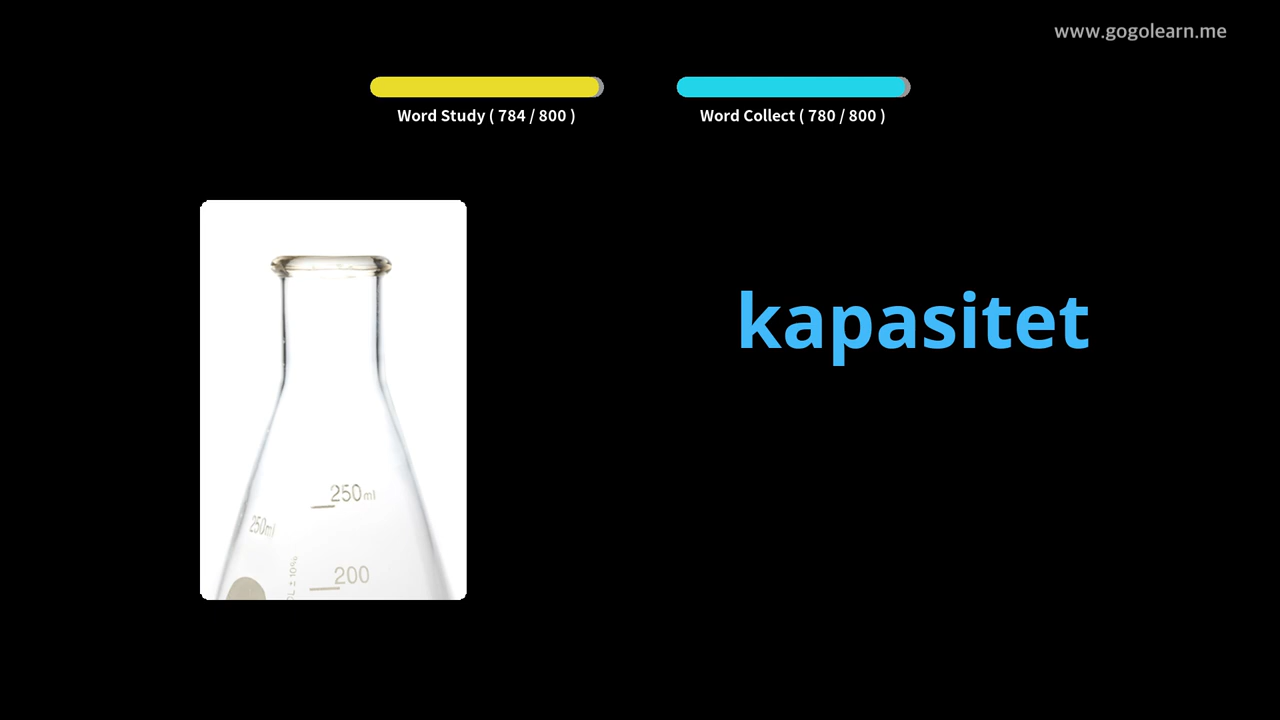 www.gogolearn.me
Word Study ( 784 / 800 )
Word Collect ( 780 / 800 )
kapasitet
250ml
250ml
200